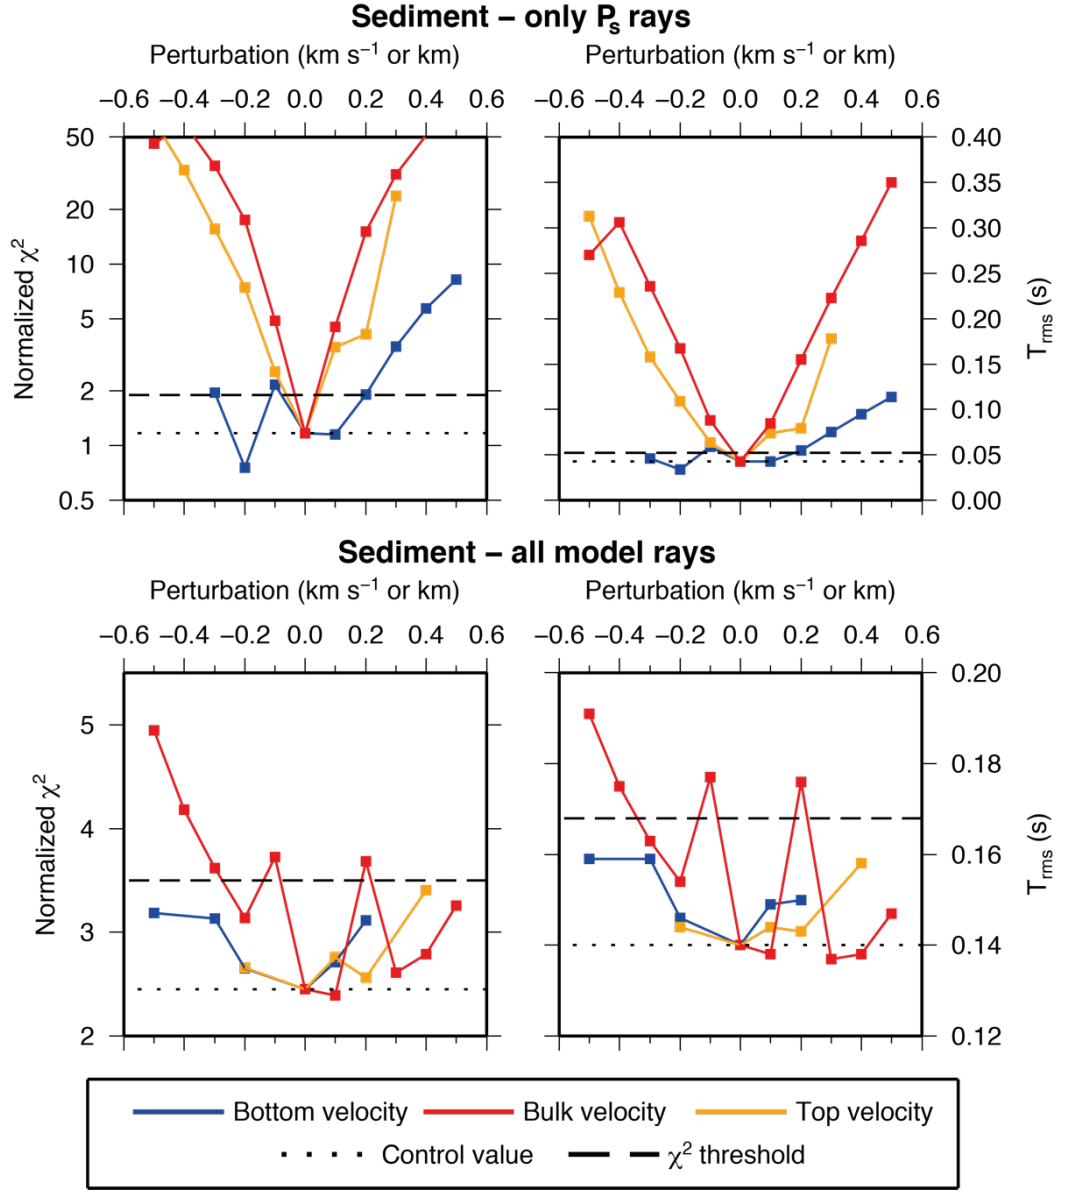 Sediment – only Pₛ rays
Perturbation (km s⁻¹ or km) Perturbation (km s⁻¹ or km)
−0.6 −0.4 −0.2 0.0 0.2 0.4 0.6 −0.6 −0.4 −0.2 0.0 0.2 0.4 0.6
50 0.40
0.35
20 0.30
10 0.25
5 0.20
0.15
2 0.10
1 0.05
0.5 0.00
Normalized χ²
Tᵣₘₛ (s)
Sediment – all model rays
Perturbation (km s⁻¹ or km) Perturbation (km s⁻¹ or km)
−0.6 −0.4 −0.2 0.0 0.2 0.4 0.6 −0.6 −0.4 −0.2 0.0 0.2 0.4 0.6
0.20
5
0.18
4
0.16
3
0.14
2 0.12
Normalized χ²
Tᵣₘₛ (s)
Bottom velocity Bulk velocity Top velocity
Control value χ² threshold